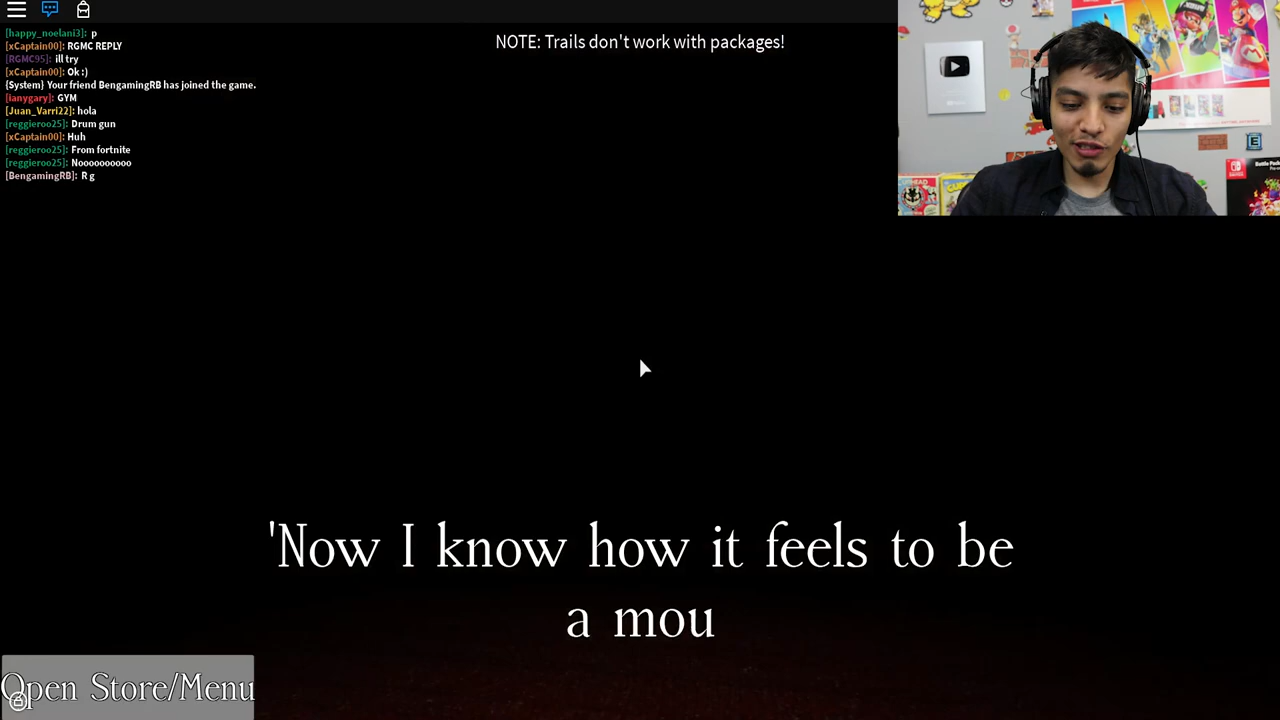 [happy_noelani3]: p
[xCaptain00]: RGMC REPLY
[RGMC95]: ill try
[xCaptain00]: Ok :)
{System} Your friend BengamingRB has joined the game.
[ianygary]: GYM
[Juan_Varri22]: hola
[reggieroo25]: Drum gun
[xCaptain00]: Huh
[reggieroo25]: From fortnite
[reggieroo25]: Noooooooooo
[BengamingRB]: R g
NOTE: Trails don't work with packages!
'Now I know how it feels to be
a mou
Open Store/Menu